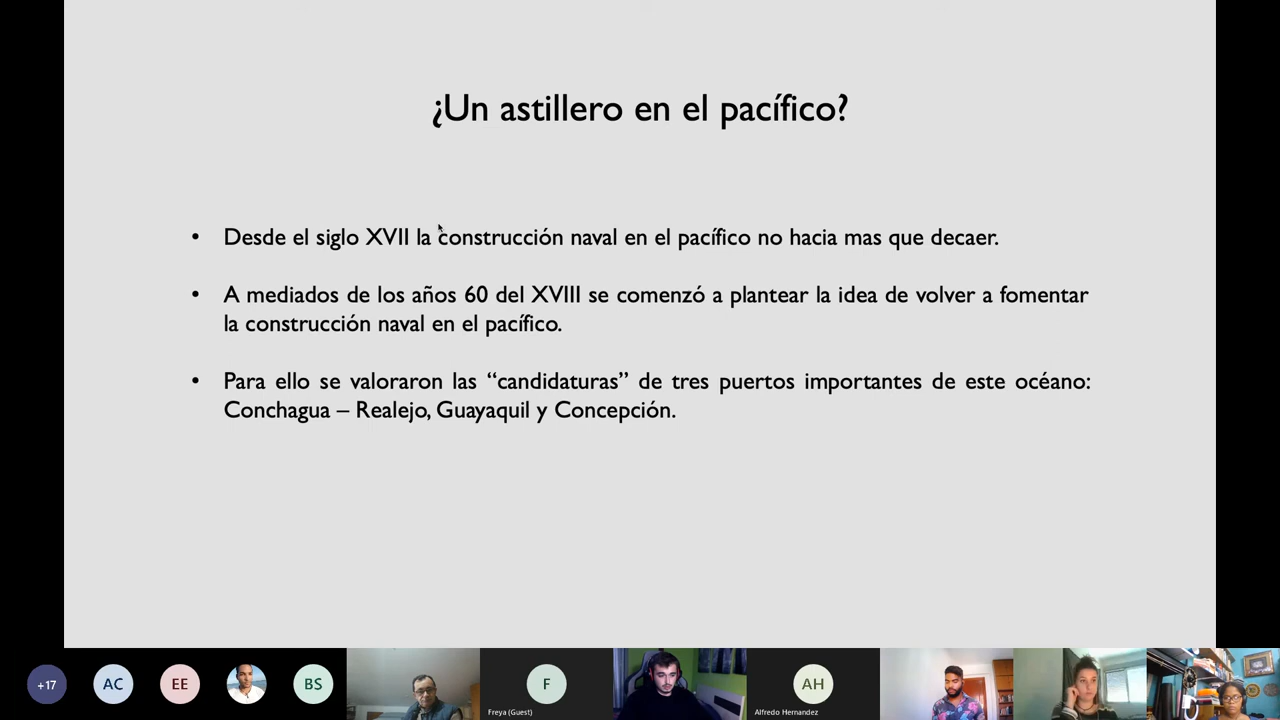 ¿Un astillero en el pacífico?
• Desde el siglo XVII la construcción naval en el pacífico no hacia mas que decaer.
• A mediados de los años 60 del XVIII se comenzó a plantear la idea de volver a fomentar
la construcción naval en el pacífico.
• Para ello se valoraron las “candidaturas” de tres puertos importantes de este océano:
Conchagua – Realejo, Guayaquil y Concepción.
+17
AC
EE
BS
F
Freya (Guest)
AH
Alfredo Hernandez